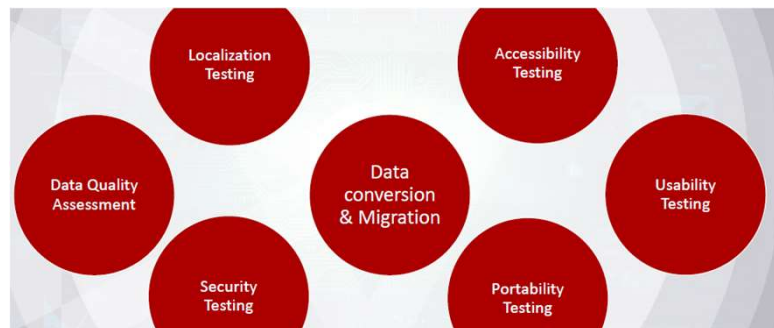 Localization
Testing
Accessibility
Testing
Data Quality
Assessment
Data
conversion
& Migration
Usability
Testing
Security
Testing
Portability
Testing